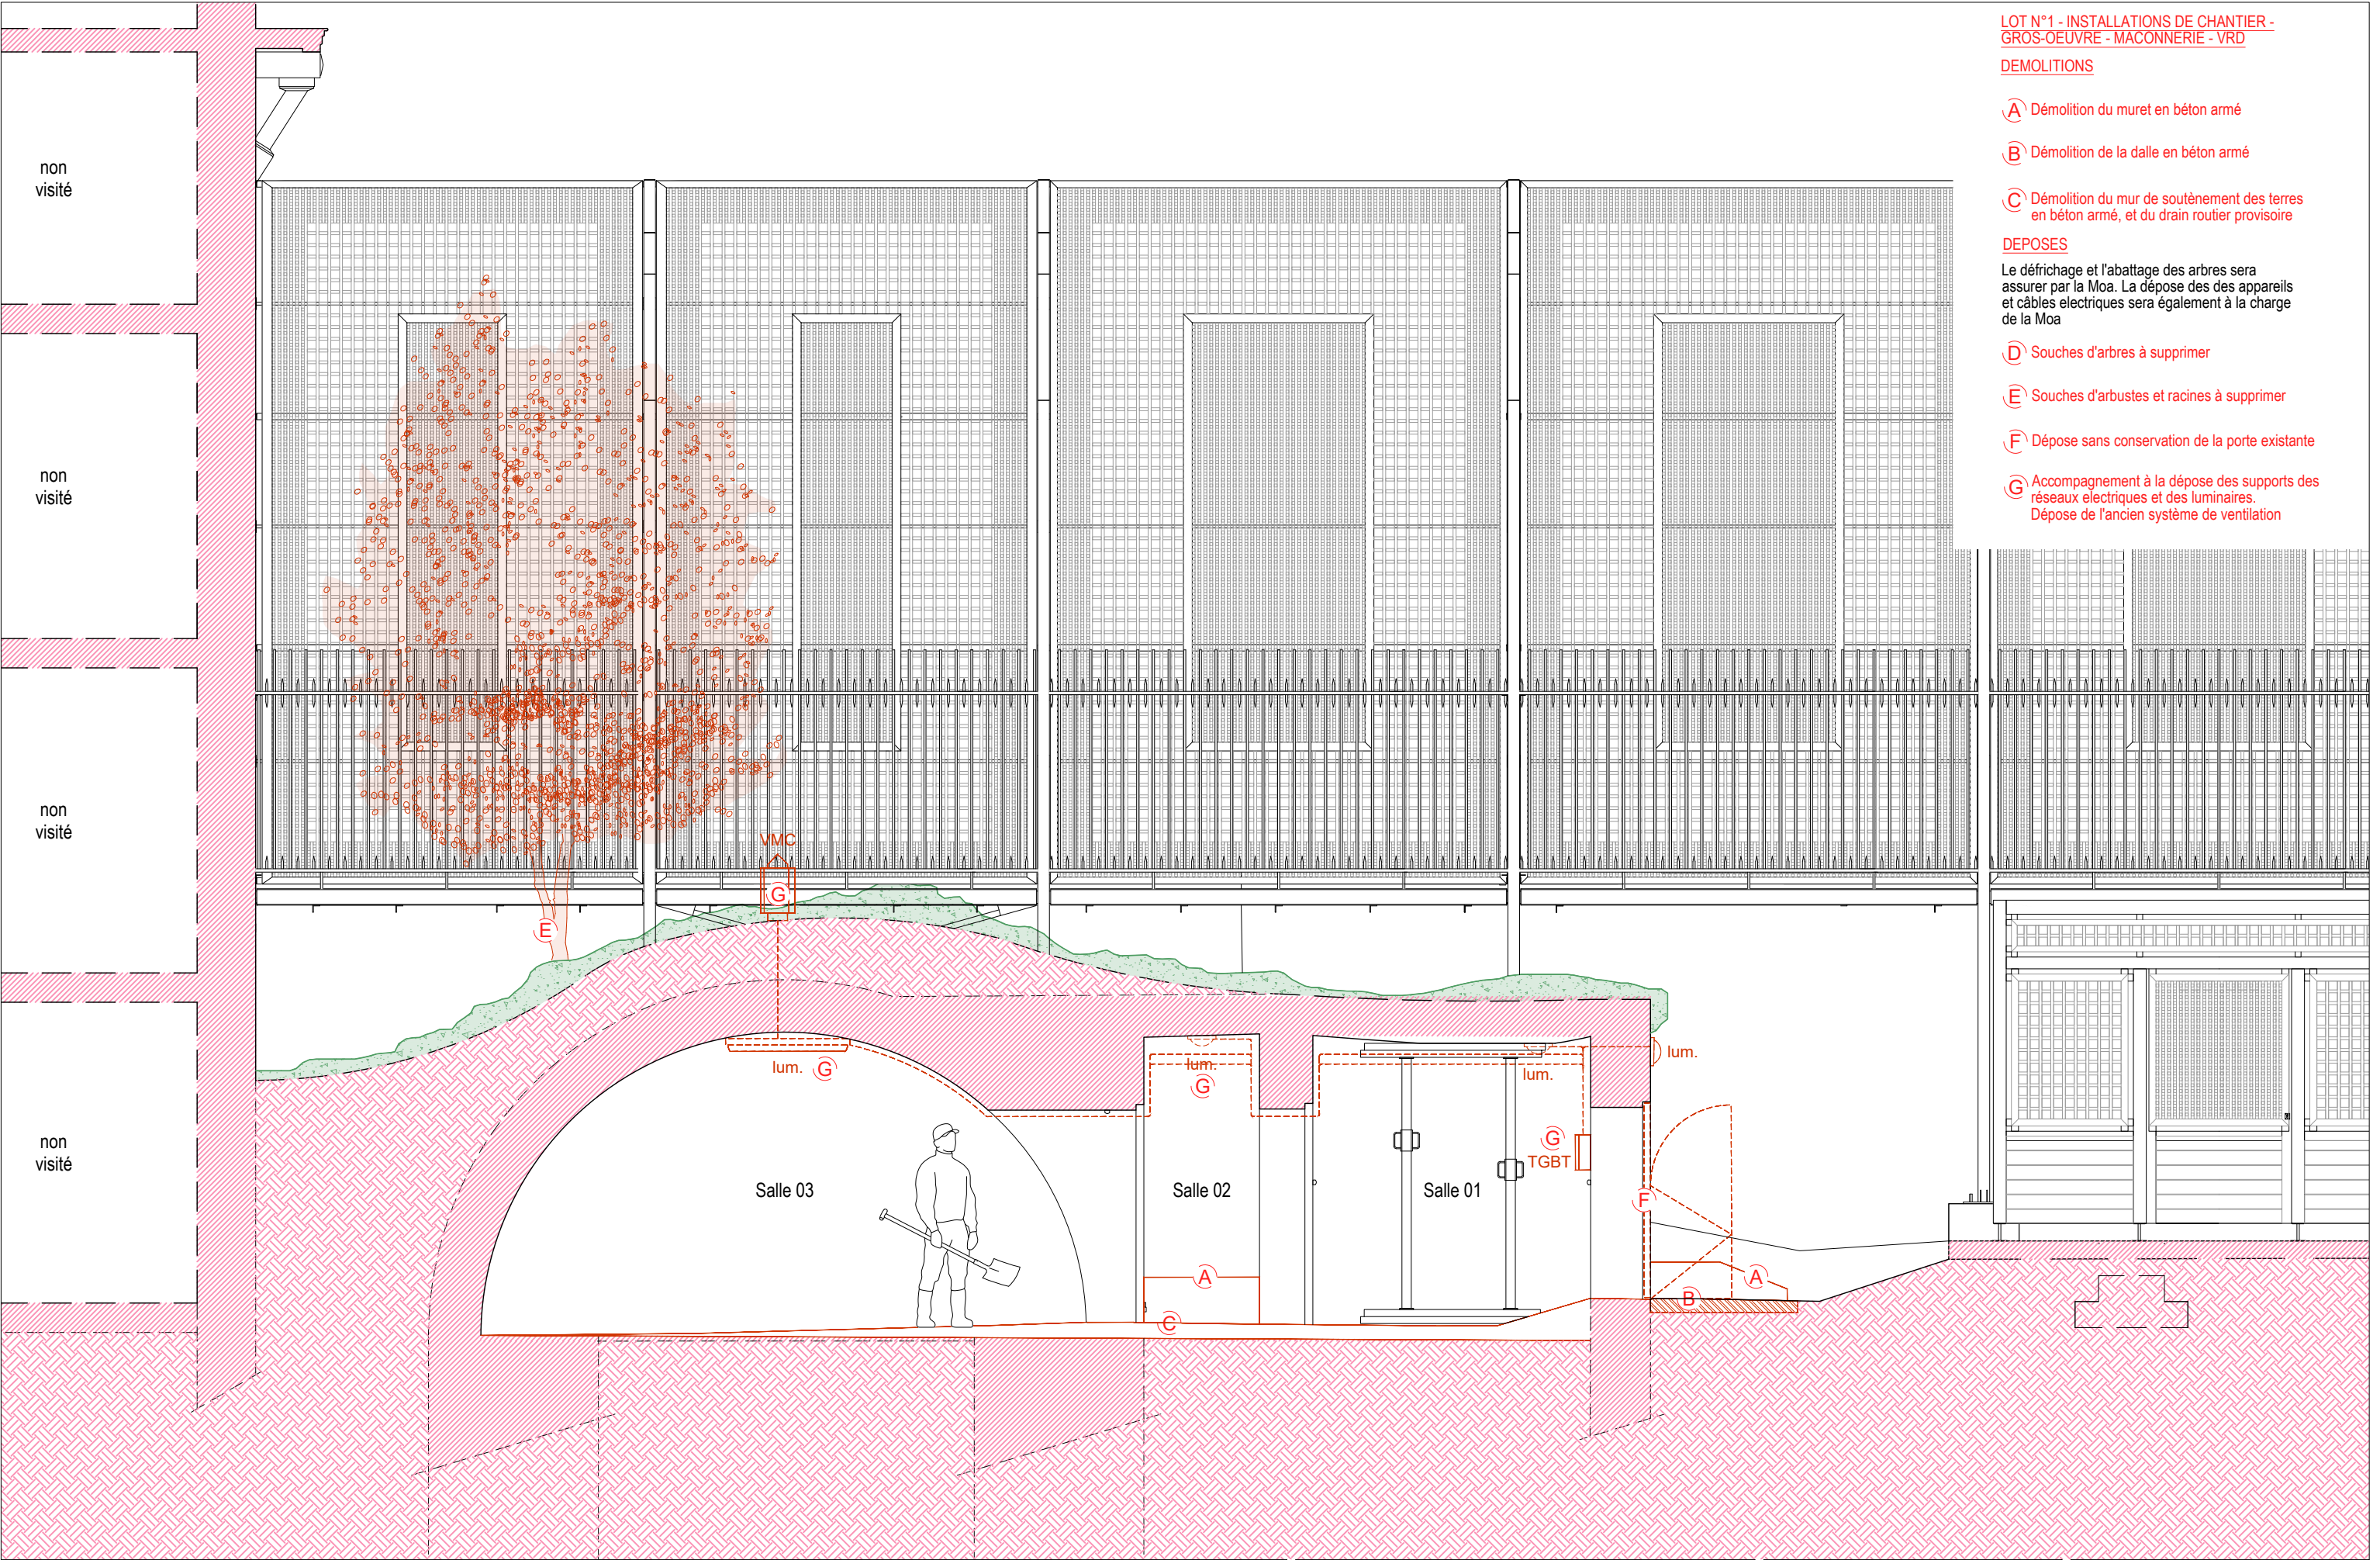 LOT N°1 - INSTALLATIONS DE CHANTIER -
GROS-OEUVRE - MACONNERIE - VRD
DEMOLITIONS
A Démolition du muret en béton armé
B Démolition de la dalle en béton armé
C Démolition du mur de soutènement des terres
en béton armé, et du drain routier provisoire
DEPOSES
Le défrichage et l'abattage des arbres sera
assurer par la Moa. La dépose des des appareils
et câbles electriques sera également à la charge
de la Moa
D Souches d'arbres à supprimer
E Souches d'arbustes et racines à supprimer
F Dépose sans conservation de la porte existante
G Accompagnement à la dépose des supports des
réseaux electriques et des luminaires.
Dépose de l'ancien système de ventilation
non
visité
non
visité
non
visité
non
visité
VMC
G
E
lum.
G
lum.
G
lum.
lum.
G
TGBT
Salle 03
Salle 02
Salle 01
F
A
A
B
C